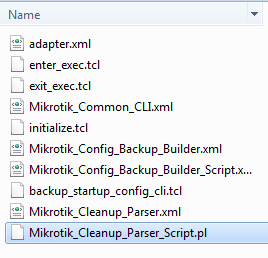 Name
adapter.xml
enter_exec.tcl
exit_exec.tcl
Mikrotik_Common_CLI.xml
initialize.tcl
Mikrotik_Config_Backup_Builder.xml
Mikrotik_Config_Backup_Builder_Script.x...
backup_startup_config_cli.tcl
Mikrotik_Cleanup_Parser.xml
Mikrotik_Cleanup_Parser_Script.pl